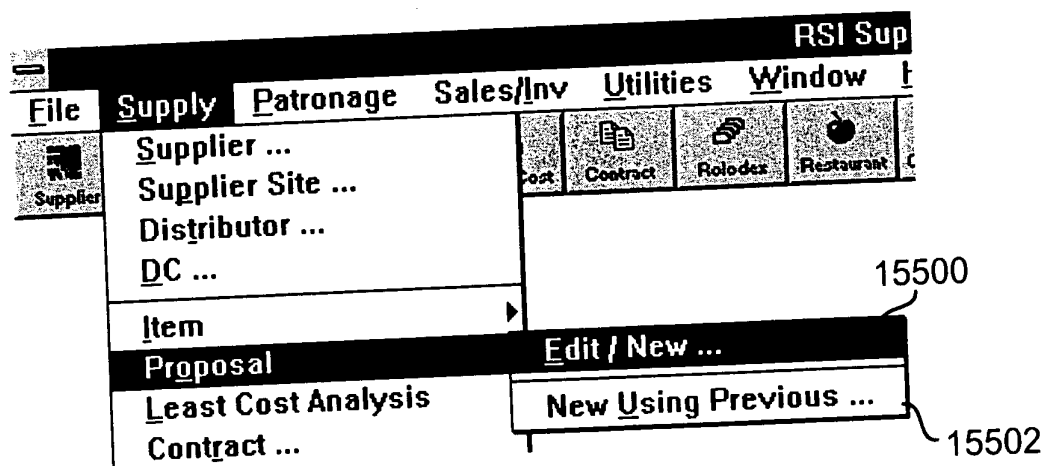 RSI Sup
File Supply Patronage Sales/Inv Utilities Window
Supplier Cost Contract Rolodex Restaurant
Supplier ...
Supplier Site ...
Distributor ...
DC ...
15500
Item
Proposal Edit / New ...
Least Cost Analysis New Using Previous ...
Contract ... 15502